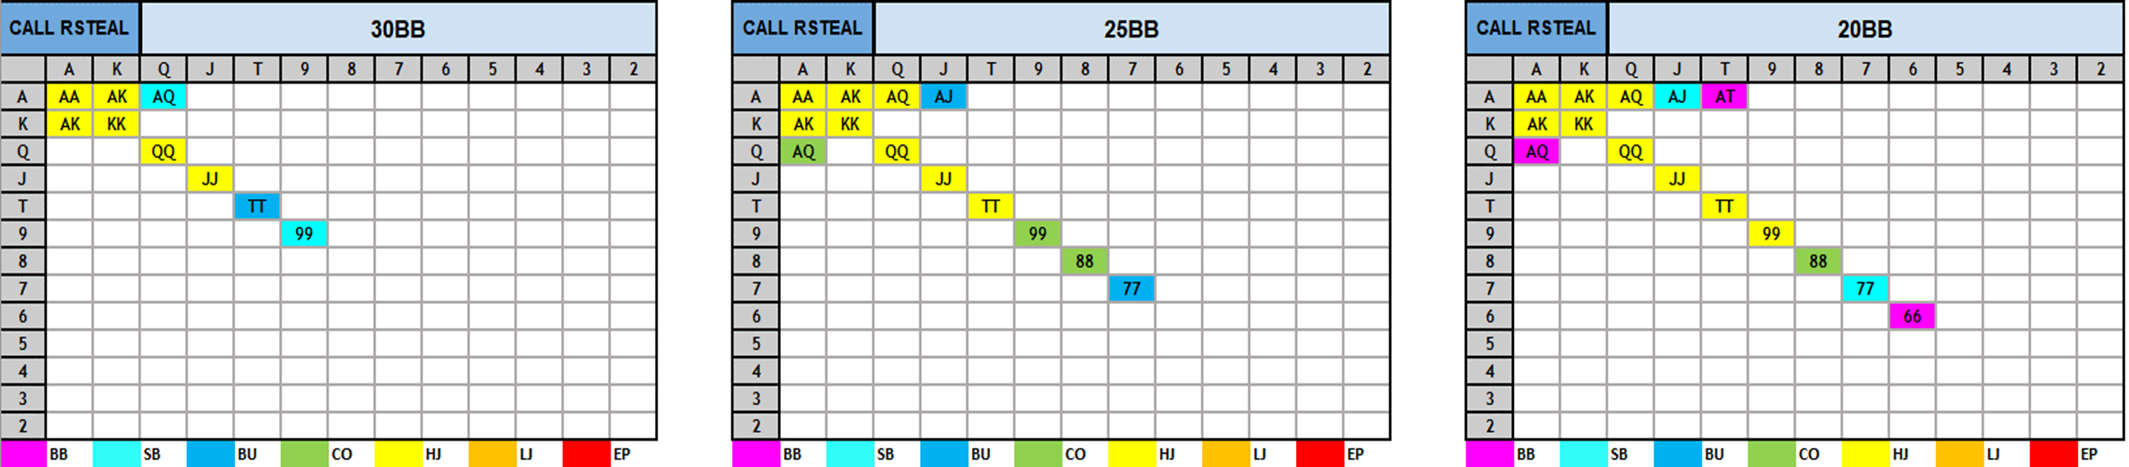 CALL RSTEAL 30BB
A K Q J T 9 8 7 6 5 4 3 2
A AA AK AQ
K AK KK
Q QQ
J JJ
T TT
9 99
8
7
6
5
4
3
2
BB SB BU CO HJ LJ EP
CALL RSTEAL 25BB
A K Q J T 9 8 7 6 5 4 3 2
A AA AK AQ AJ
K AK KK
Q AQ QQ
J JJ
T TT
9 99
8 88
7 77
6
5
4
3
2
BB SB BU CO HJ LJ EP
CALL RSTEAL 20BB
A K Q J T 9 8 7 6 5 4 3 2
A AA AK AQ AJ AT
K AK KK
Q AQ QQ
J JJ
T TT
9 99
8 88
7 77
6 66
5
4
3
2
BB SB BU CO HJ LJ EP